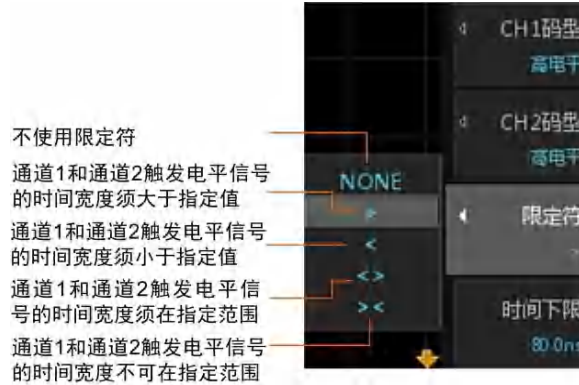 CH1码型
高电平
CH2码型
高电平
不使用限定符
NONE
通道1和通道2触发电平信号
的时间宽度须大于指定值
>
限定符
通道1和通道2触发电平信号
的时间宽度须小于指定值
<
通道1和通道2触发电平信
号的时间宽度须在指定范围
<>
时间下限
80.0ns
通道1和通道2触发电平信号
的时间宽度不可在指定范围
><